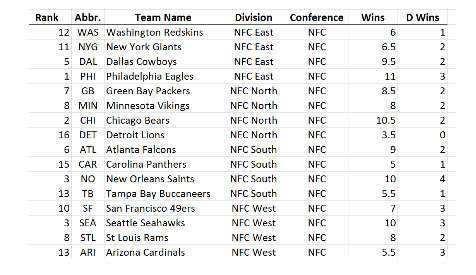 Rank Abbr. Team Name Division Conference Wins D Wins
12 WAS Washington Redskins NFC East NFC 6 1
11 NYG New York Giants NFC East NFC 6.5 2
5 DAL Dallas Cowboys NFC East NFC 9.5 2
1 PHI Philadelphia Eagles NFC East NFC 11 3
7 GB Green Bay Packers NFC North NFC 8.5 2
8 MIN Minnesota Vikings NFC North NFC 8 2
2 CHI Chicago Bears NFC North NFC 10.5 2
16 DET Detroit Lions NFC North NFC 3.5 0
6 ATL Atlanta Falcons NFC South NFC 9 2
15 CAR Carolina Panthers NFC South NFC 5 1
3 NO New Orleans Saints NFC South NFC 10 4
13 TB Tampa Bay Buccaneers NFC South NFC 5.5 1
10 SF San Francisco 49ers NFC West NFC 7 3
3 SEA Seattle Seahawks NFC West NFC 10 3
8 STL St Louis Rams NFC West NFC 8 2
13 ARI Arizona Cardinals NFC West NFC 5.5 3